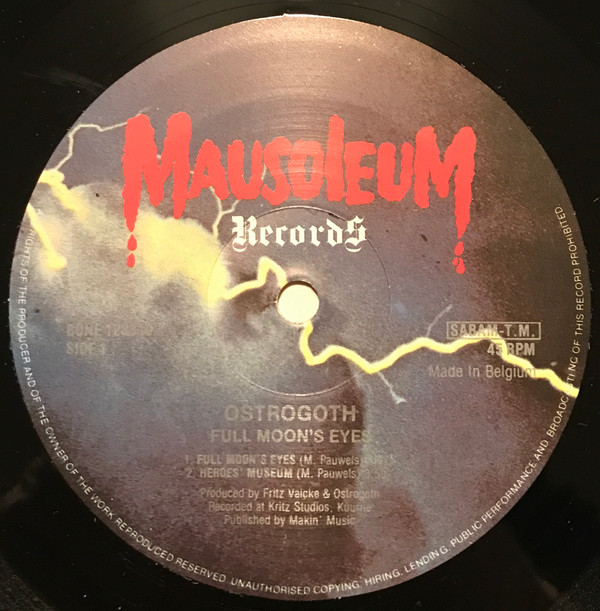 MAUSOLEUM
Records
SIDE 1
SABAM-T.M.
45 RPM
Made In Belgium
OSTROGOTH
FULL MOON'S EYES
1. FULL MOON'S EYES (M. Pauwels)
2. HEROES' MUSEUM (M. Pauwels)
Produced by Fritz Vaicke & Ostrogoth
Recorded at Kritz Studios, Kuurne
Published by Makin' Music
RIGHTS OF THE PRODUCER AND OF THE OWNER OF THE WORK REPRODUCED RESERVED. UNAUTHORISED COPYING. HIRING. LENDING. PUBLIC PERFORMANCE AND BROADCASTING OF THIS RECORD PROHIBITED